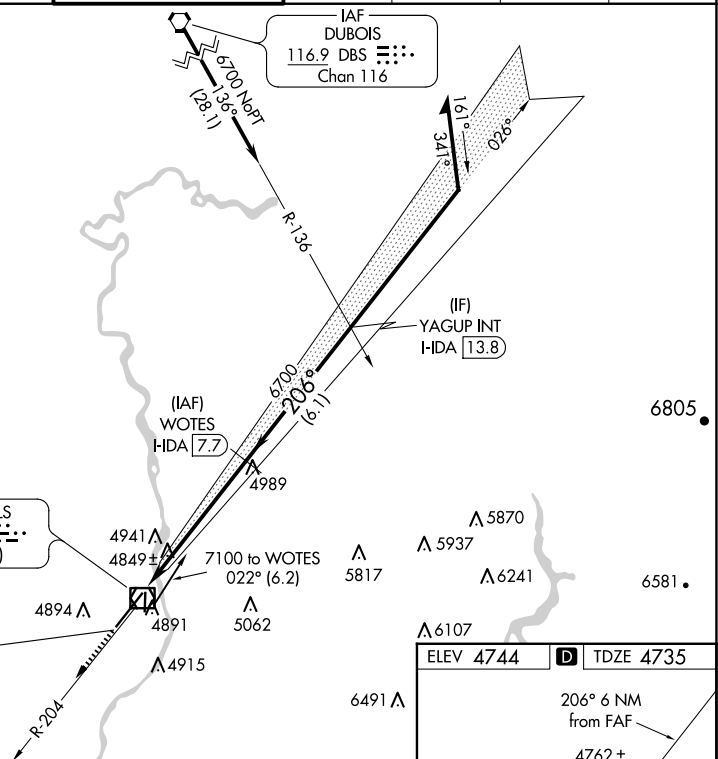 IAF
DUBOIS
116.9 DBS
Chan 116
6700 NoPT
136°
(28.1)
161°
341°
026°
R-136
(IF)
YAGUP INT
I-IDA 13.8
6700
206°
(6.1)
(IAF)
WOTES
I-IDA 7.7
6805
4989
LS
)
4941
4849±
7100 to WOTES
022° (6.2)
5870
5937
5817
6241
6581
4894
4891
5062
6107
4915
6491
R-204
ELEV 4744 D TDZE 4735
206° 6 NM
from FAF
4762±